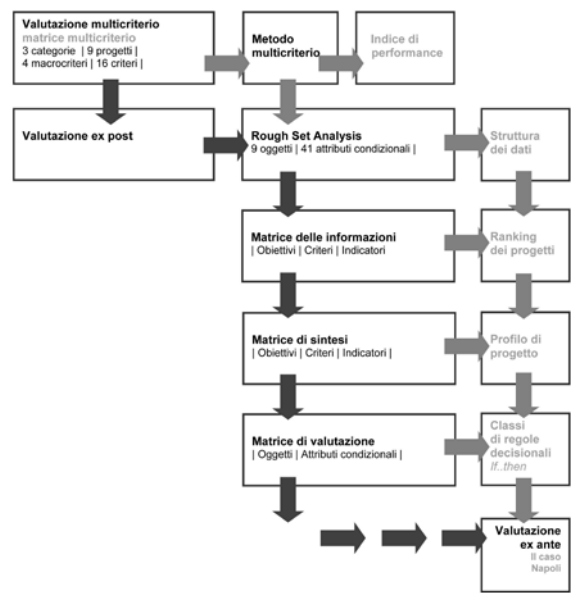 Valutazione multicriterio
matrice multicriterio
3 categorie | 9 progetti |
4 macrocriteri | 16 criteri |
Metodo
multicriterio
Indice di
performance
Valutazione ex post
Rough Set Analysis
9 oggetti | 41 attributi condizionali |
Struttura
dei dati
Matrice delle informazioni
| Obiettivi | Criteri | Indicatori
Ranking
dei progetti
Matrice di sintesi
| Obiettivi | Criteri | Indicatori |
Profilo di
progetto
Matrice di valutazione
| Oggetti | Attributi condizionali |
Classi
di regole
decisionali
If..then
Valutazione
ex ante
Il caso
Napoli